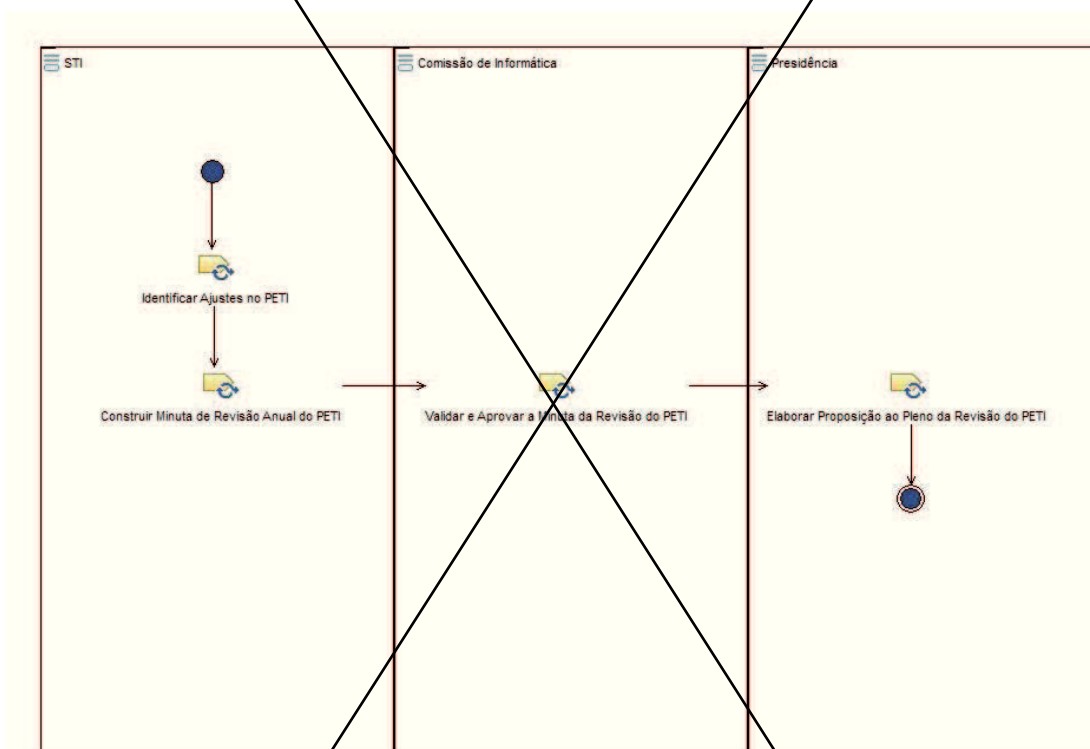 STI
Comissão de Informática
Presidência
Identificar Ajustes no PETI
Construir Minuta de Revisão Anual do PETI
Validar e Aprovar a Minuta da Revisão do PETI
Elaborar Proposição ao Pleno da Revisão do PETI